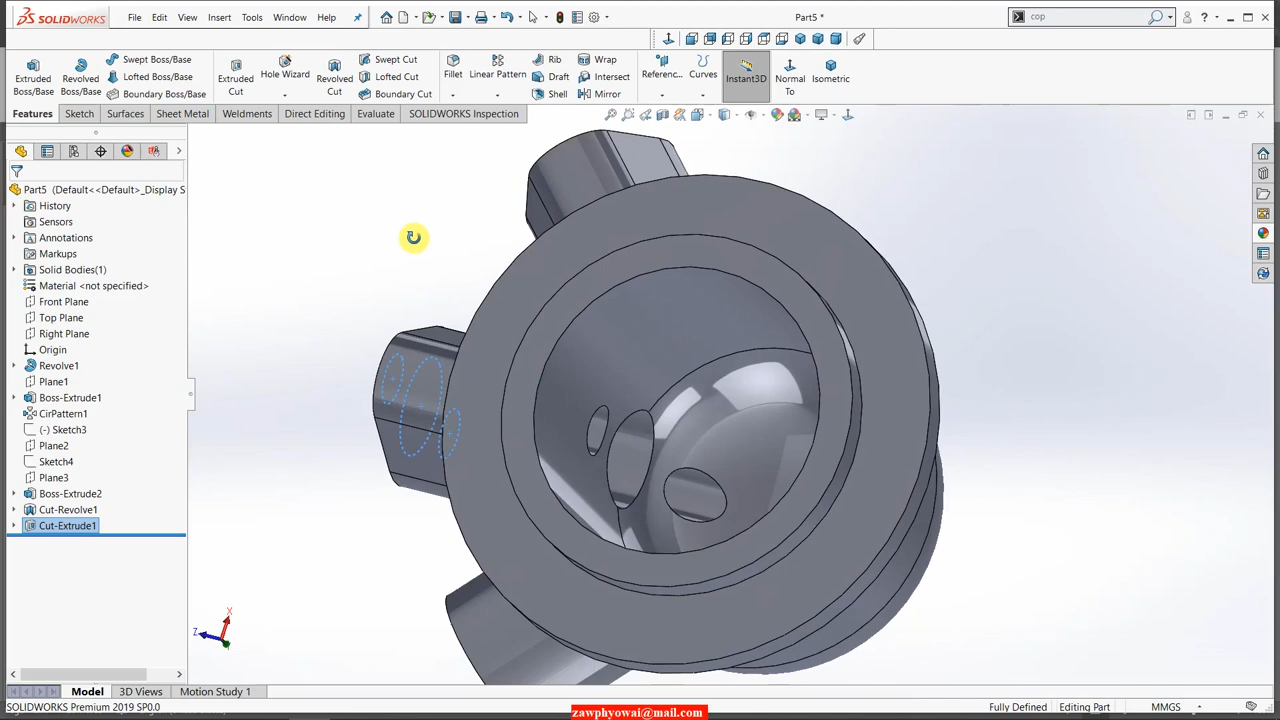 SOLIDWORKS File Edit View Insert Tools Window Help Part5 * cop
Extruded Boss/Base
Revolved Boss/Base
Swept Boss/Base
Lofted Boss/Base
Boundary Boss/Base
Extruded Cut
Hole Wizard
Revolved Cut
Swept Cut
Lofted Cut
Boundary Cut
Fillet
Linear Pattern
Rib
Draft
Shell
Wrap
Intersect
Mirror
Referenc...
Curves
Instant3D
Normal To
Isometric
Features Sketch Surfaces Sheet Metal Weldments Direct Editing Evaluate SOLIDWORKS Inspection
Part5 (Default<<Default>_Display S
History
Sensors
Annotations
Markups
Solid Bodies(1)
Material <not specified>
Front Plane
Top Plane
Right Plane
Origin
Revolve1
Plane1
Boss-Extrude1
CirPattern1
(-) Sketch3
Plane2
Sketch4
Plane3
Boss-Extrude2
Cut-Revolve1
Cut-Extrude1
X
Z
Model 3D Views Motion Study 1
SOLIDWORKS Premium 2019 SP0.0 Fully Defined Editing Part MMGS
zawphyowai@mail.com